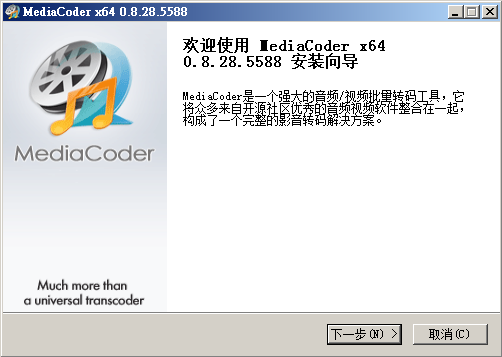 MediaCoder x64 0.8.28.5588
欢迎使用 MediaCoder x64
0.8.28.5588 安装向导
MediaCoder是一个强大的音频/视频批里转码工具，它
将众多来自开源社区优秀的音频视频软件整合在一起，
构成了一个完整的影音转码解决方案。
MediaCoder
Much more than
a universal transcoder
下一步(N) >
取消(C)